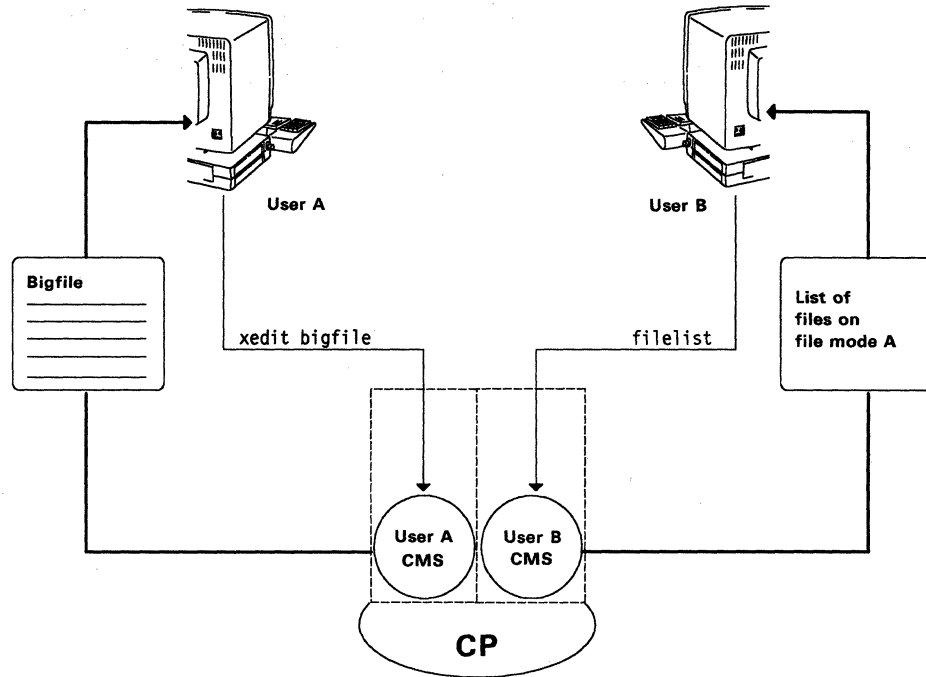 User A
User B
Bigfile
List of
files on
file mode A
xedit bigfile
filelist
User A
CMS
User B
CMS
CP